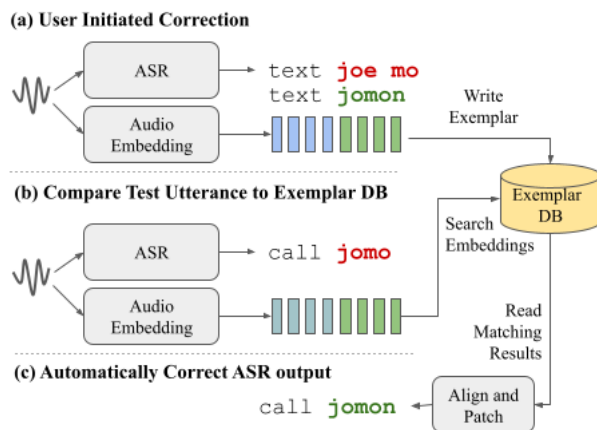 (a) User Initiated Correction
ASR
text joe mo
text jomon
Audio
Embedding
Write
Exemplar
Exemplar
DB
(b) Compare Test Utterance to Exemplar DB
Search
Embeddings
ASR
call jomo
Audio
Embedding
Read
Matching
Results
(c) Automatically Correct ASR output
call jomon
Align and
Patch